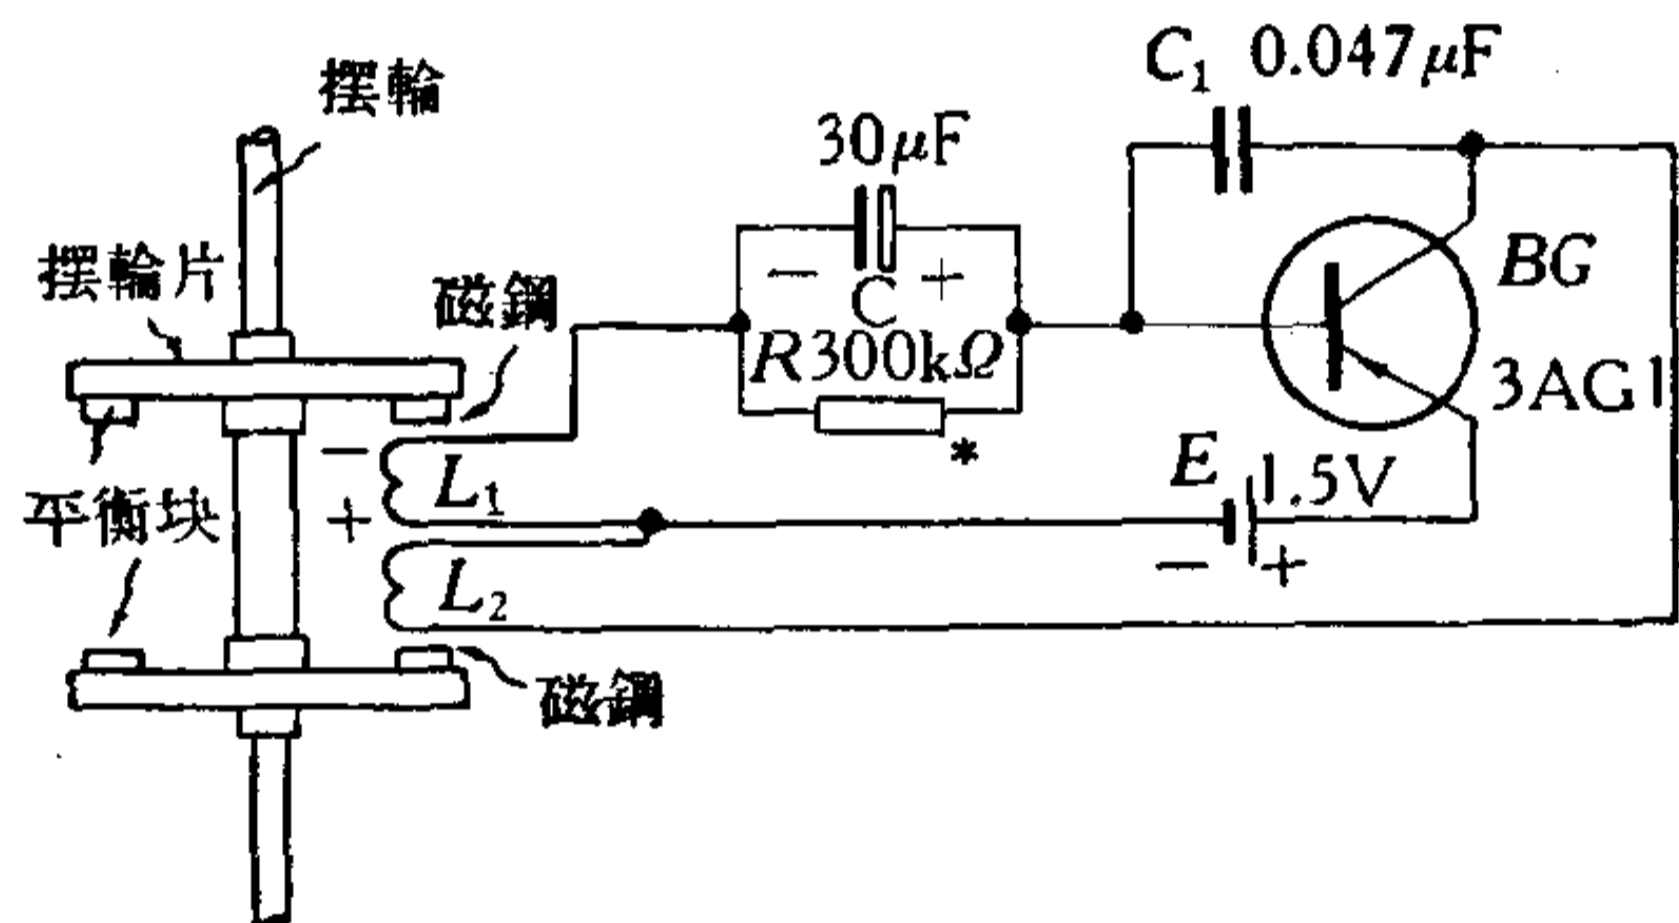 擺輪
C₁ 0.047μF
30μF
擺輪片
磁鋼
− C +
BG
R300kΩ
*
3AG1
−
L₁
+
E 1.5V
平衡块
− +
L₂
磁鋼